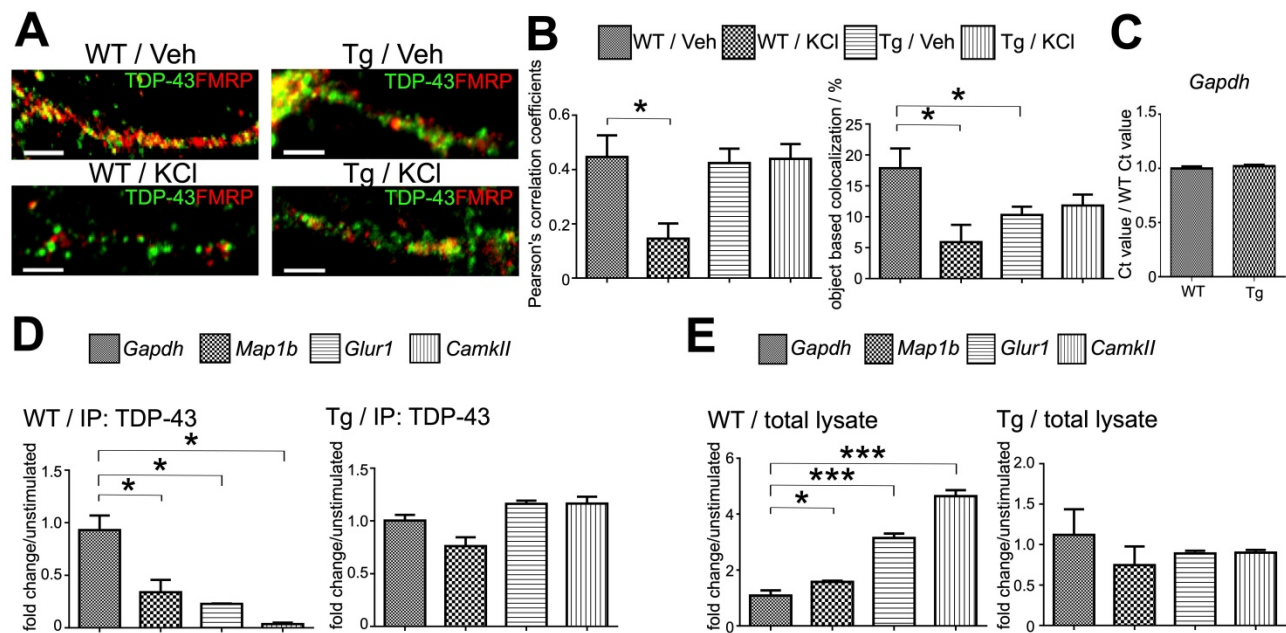 A
WT / Veh
TDP-43FMRP
Tg / Veh
TDP-43FMRP
WT / KCl
TDP-43FMRP
Tg / KCl
TDP-43FMRP
B
WT / Veh
WT / KCl
Tg / Veh
Tg / KCl
Pearson's correlation coefficients
0.6
0.4
0.2
0
*
object based colocalization / %
25
20
15
10
5
0
*
*
C
Gapdh
Ct value / WT Ct value
1.5
1.0
0.5
0
WT
Tg
D
Gapdh
Map1b
Glur1
CamkII
WT / IP: TDP-43
fold change/unstimulated
1.5
1.0
0.5
0
*
*
*
Tg / IP: TDP-43
fold change/unstimulated
1.5
1.0
0.5
0
E
Gapdh
Map1b
Glur1
CamkII
WT / total lysate
fold change/unstimulated
6
4
2
0
***
***
*
Tg / total lysate
fold change/unstimulated
2.0
1.5
1.0
0.5
0